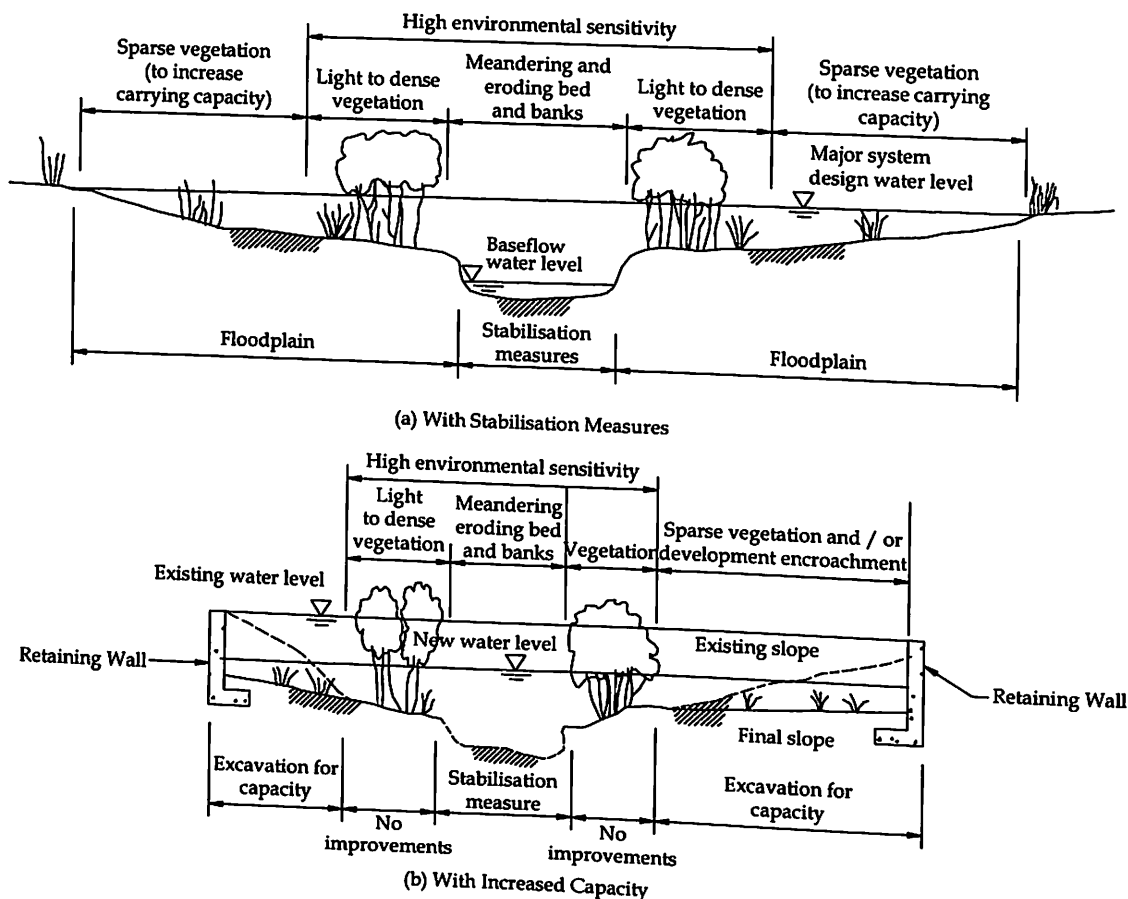 High environmental sensitivity
Sparse vegetation
(to increase
carrying capacity)
Light to dense
vegetation
Meandering and
eroding bed
and banks
Light to dense
vegetation
Sparse vegetation
(to increase carrying
capacity)
Major system
design water level
Baseflow
water level
Floodplain
Stabilisation
measures
Floodplain
(a) With Stabilisation Measures
High environmental sensitivity
Light
to dense
vegetation
Meandering
eroding bed
and banks
Vegetation
Sparse vegetation and / or
development encroachment
Existing water level
New water level
Existing slope
Retaining Wall
Retaining Wall
Final slope
Excavation for
capacity
Stabilisation
measure
Excavation for
capacity
No
improvements
No
improvements
(b) With Increased Capacity